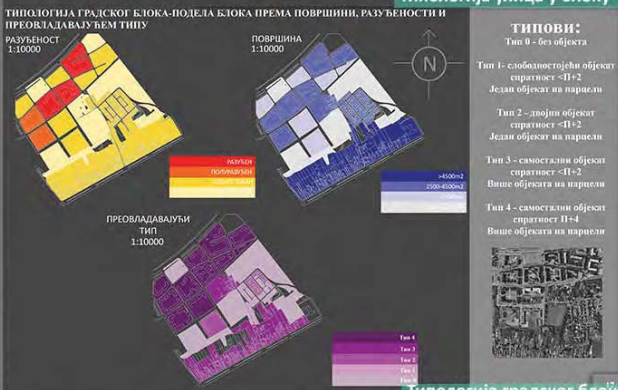 ТИПОЛОГИЈА ГРАДСКОГ БЛОКА-ПОДЕЛА БЛОКА ПРЕМА ПОВРШИНИ, РАЗУЂЕНОСТИ И
ПРЕОВЛАДАВАЈУЋЕМ ТИПУ
РАЗУЂЕНОСТ
1:10000
ПОВРШИНА
1:10000
N
РАЗУЂЕН
ПОЛУРАЗУЂЕН
>4500m2
2500-4500m2
ПРЕОВЛАДАВАЈУЋИ
ТИП
1:10000
Тип 4
Тип 3
Тип 2
Тип 1
ТИПОВИ:
Тип 0 - без објекта
Тип 1- слободностојећи објекат
спратност <П+2
Један објекат на парцели
Тип 2 - двојни објекат
спратност <П+2
Један објекат на парцели
Тип 3 - самостални објекат
спратност <П+2
Више објеката на парцели
Тип 4 - самостални објекат
спратност П+4
Више објеката на парцели